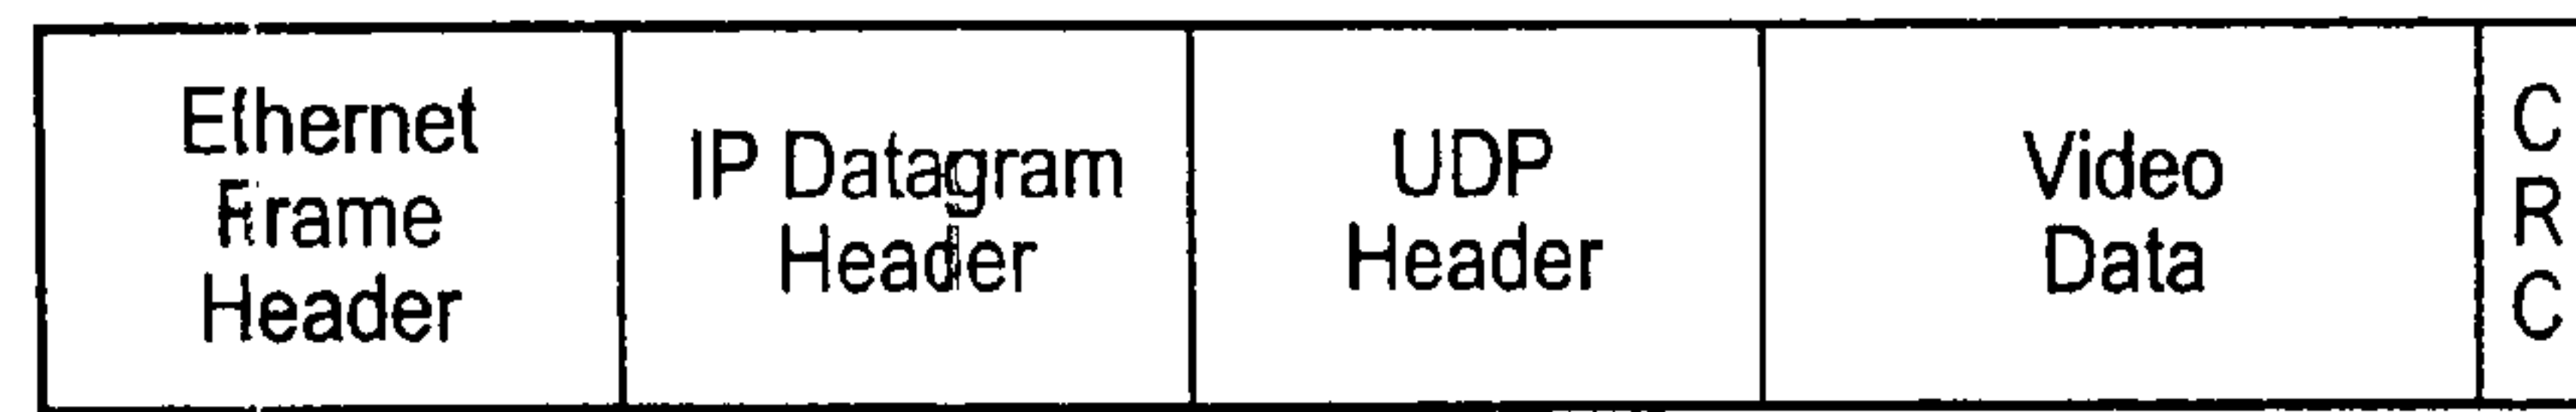 Ethernet
Frame
Header
IP Datagram
Header
UDP
Header
Video
Data
C
R
C